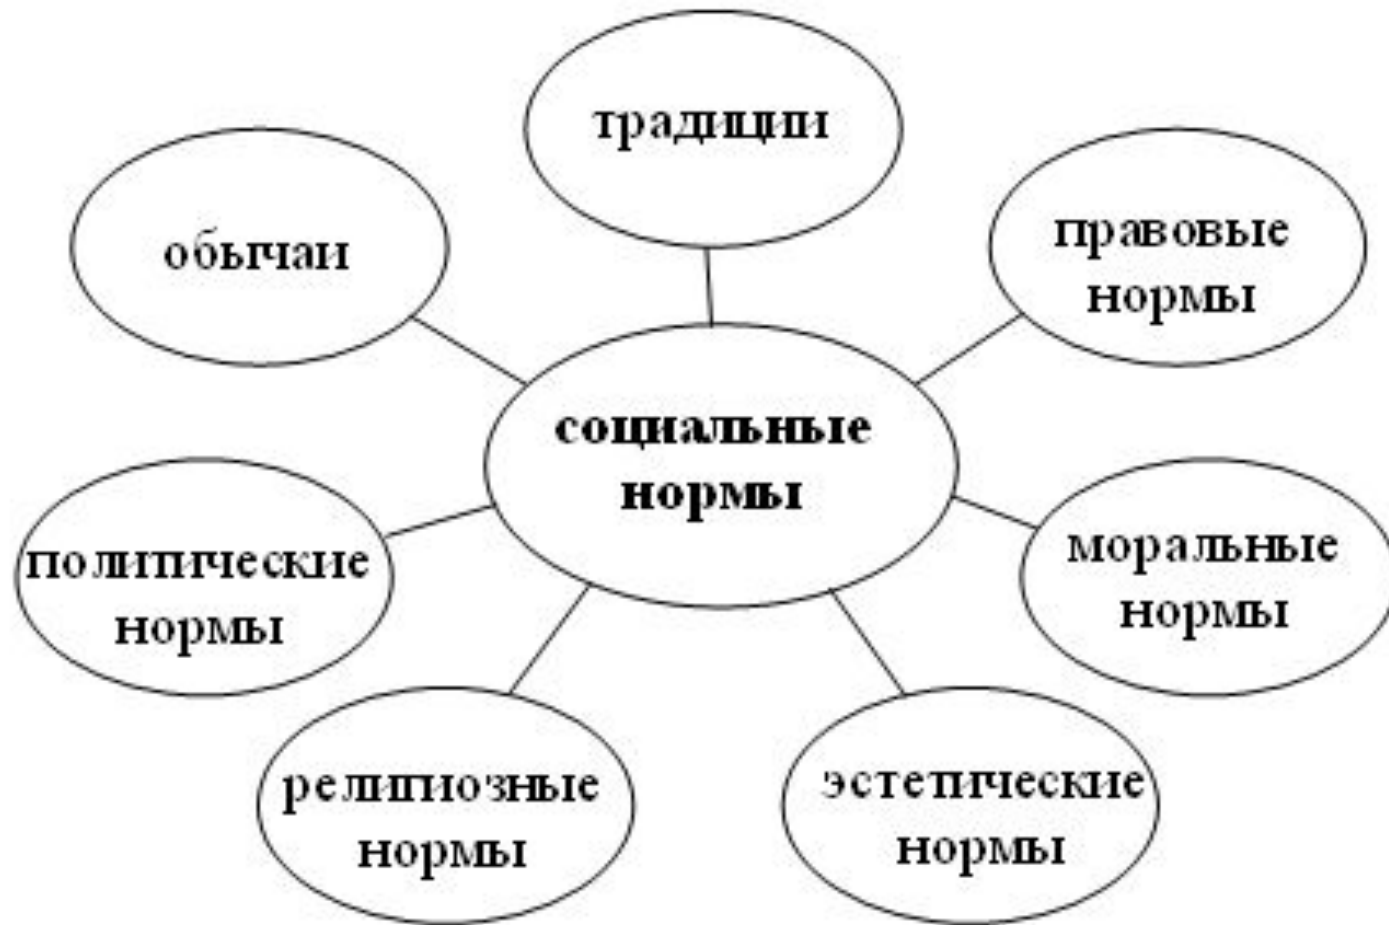 традиции
обычаи
правовые
нормы
социальные
нормы
политические
нормы
моральные
нормы
религиозные
нормы
эстетические
нормы